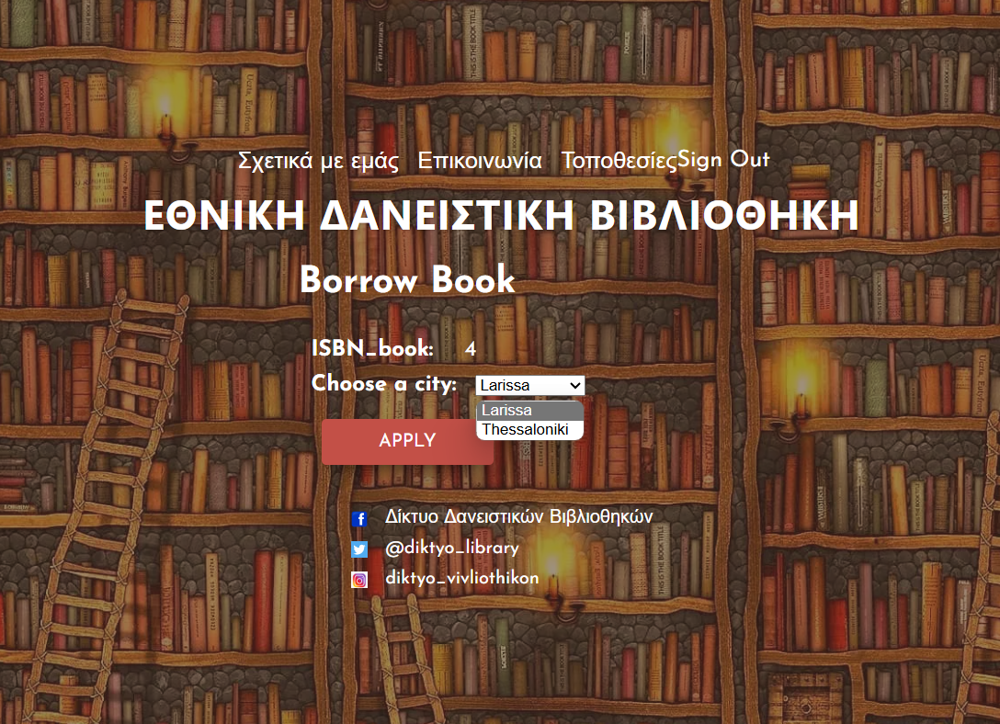 Σχετικά με εμάς Επικοινωνία ΤοποθεσίεςSign Out
ΕΘΝΙΚΗ ΔΑΝΕΙΣΤΙΚΗ ΒΙΒΛΙΟΘΗΚΗ
Borrow Book
ISBN_book: 4
Choose a city: Larissa
Larissa
Thessaloniki
APPLY
Δίκτυο Δανειστικών Βιβλιοθηκών
@diktyo_library
diktyo_vivliothikon